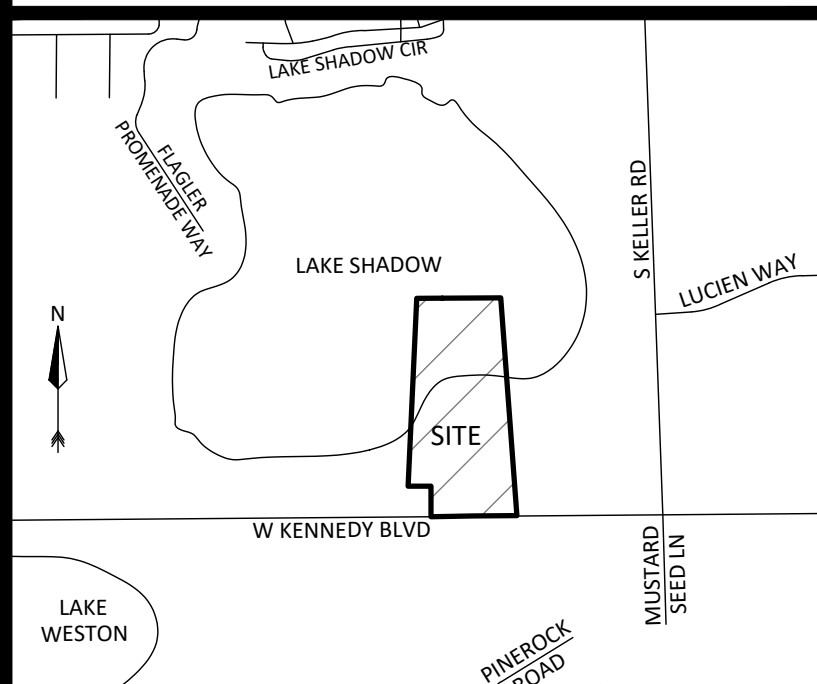 LAKE SHADOW CIR
FLAGLER
PROMENADE WAY
S KELLER RD
LAKE SHADOW
LUCIEN WAY
N
SITE
W KENNEDY BLVD
MUSTARD
SEED LN
LAKE
WESTON
PINEROCK
ROAD